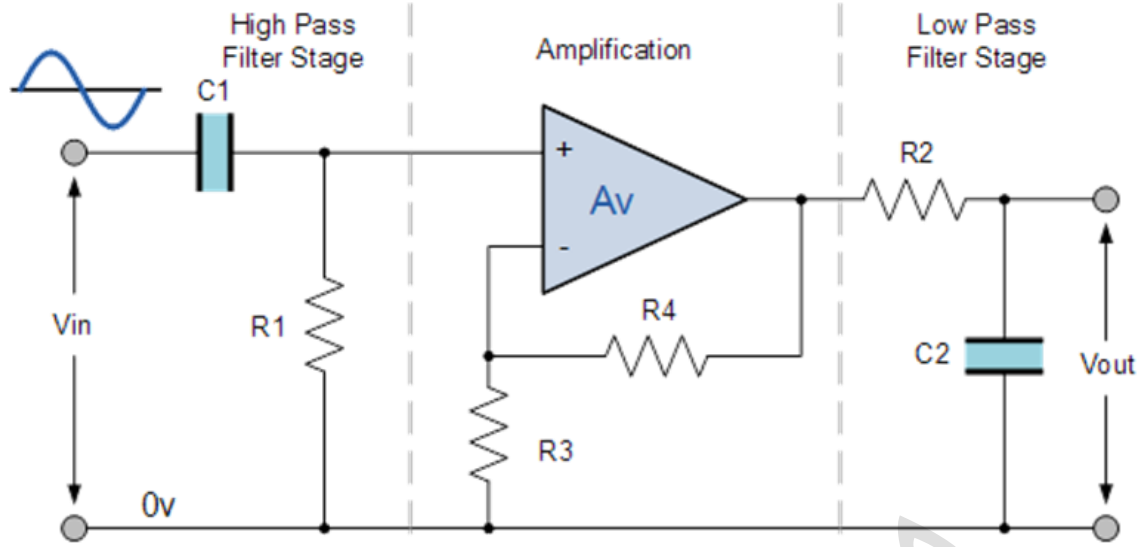 High Pass
Filter Stage
Amplification
Low Pass
Filter Stage
C1
+
R2
Av
-
R4
Vin
R1
C2
Vout
R3
0v